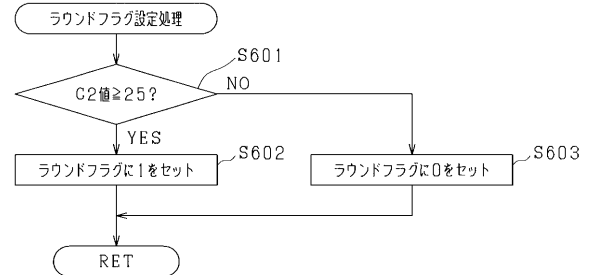 ラウンドフラグ設定処理
S601
C2値≧25?
NO
YES
ラウンドフラグに1をセット
S602
ラウンドフラグに0をセット
S603
RET